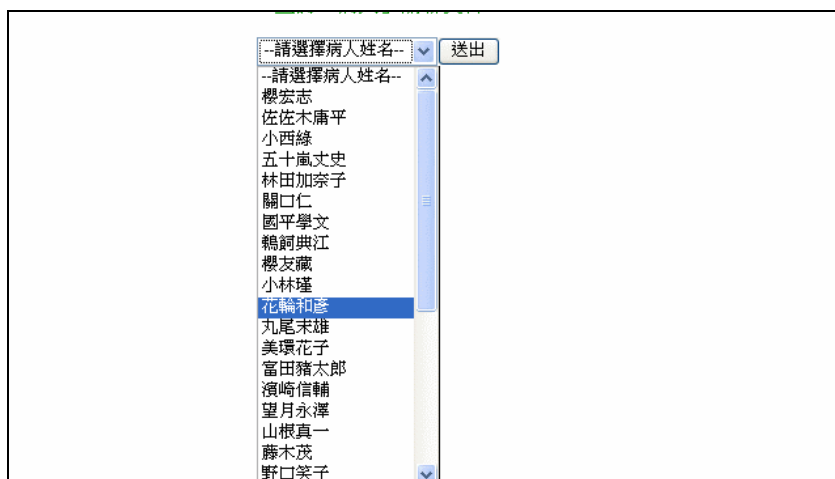 --請選擇病人姓名-- 送出
--請選擇病人姓名--
櫻宏志
佐佐木庸平
小西綠
五十嵐丈史
林田加奈子
關口仁
國平學文
鵜飼典江
櫻友藏
小林瑾
花輪和彥
丸尾末雄
美環花子
富田豬太郎
濱崎信輔
望月永澤
山根真一
藤木茂
野口笑子